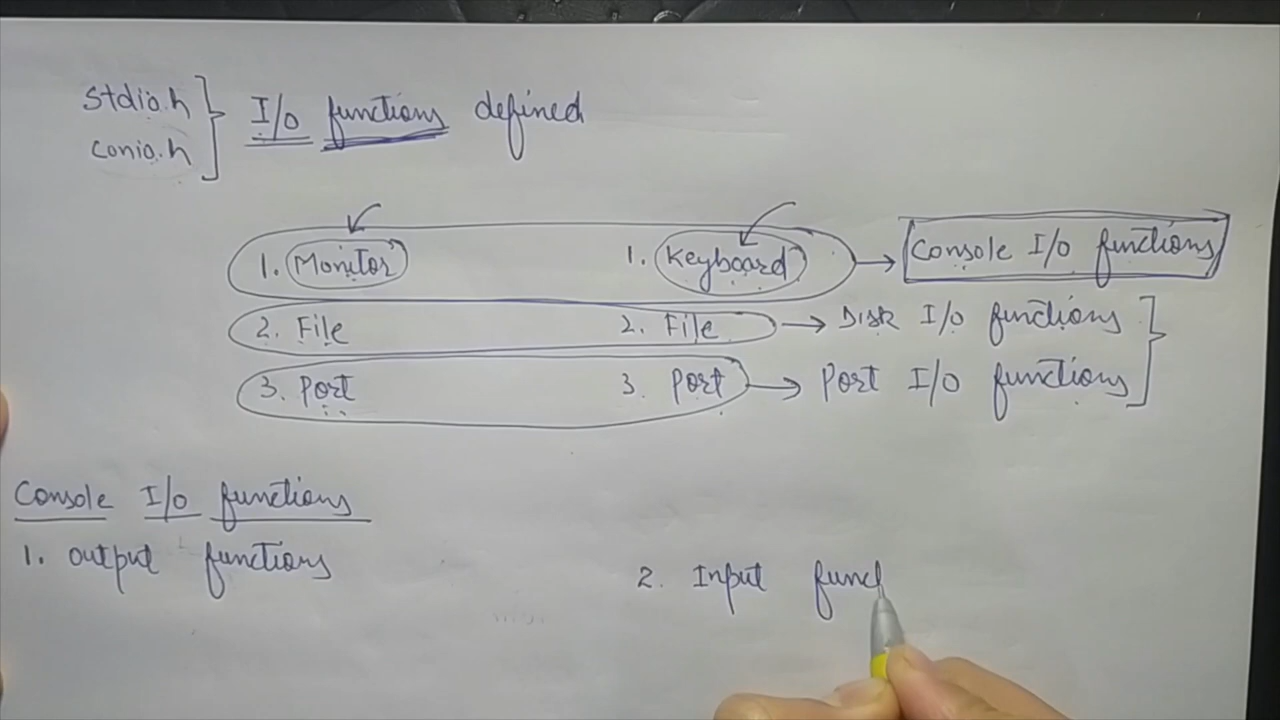 stdio.h
conio.h
I/o functions defined
1. Monitor 1. Keyboard → Console I/o functions
2. File 2. File → Disk I/o functions
3. Port 3. Port → Port I/o functions
Console I/o functions
1. output functions 2. Input func